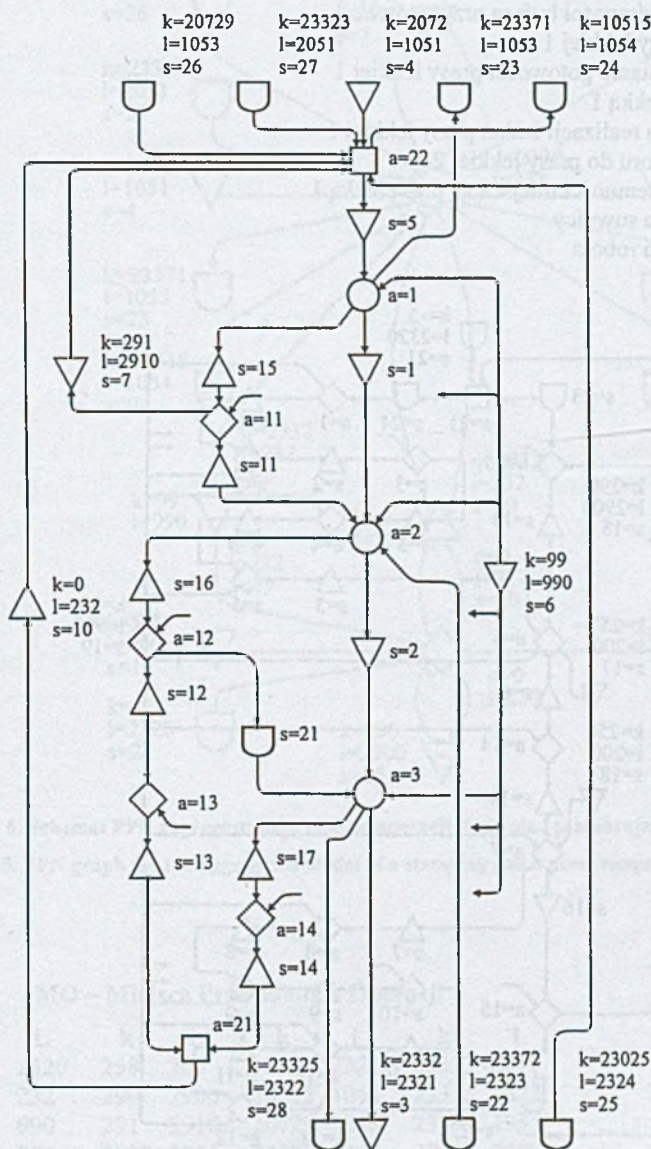 k=20729
l=1053
s=26
k=23323
l=2051
s=27
k=2072
l=1051
s=4
k=23371
l=1053
s=23
k=10515
l=1054
s=24
a=22
s=5
a=1
k=291
l=2910
s=7
s=15
s=1
a=11
s=11
a=2
k=99
l=990
s=6
k=0
l=232
s=10
s=16
a=12
s=2
s=12
s=21
a=3
a=13
s=13
s=17
a=14
s=14
a=21
k=23325
l=2322
s=28
k=2332
l=2321
s=3
k=23372
l=2323
s=22
k=23025
l=2324
s=25